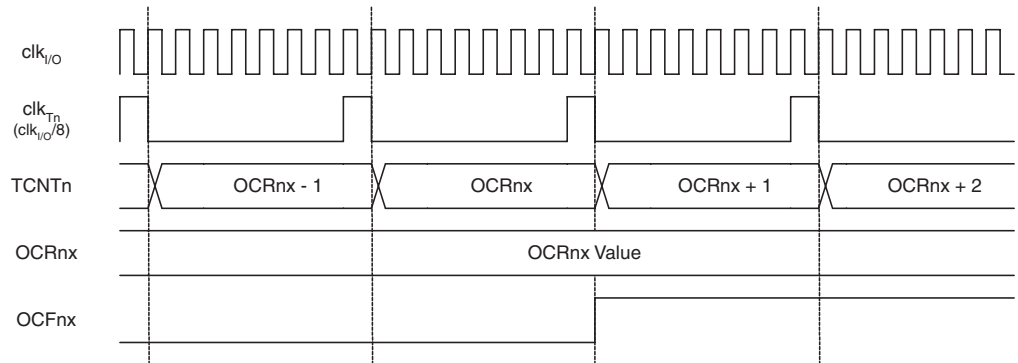 clkI/O
clkTn
(clkI/O/8)
TCNTn OCRnx - 1 OCRnx OCRnx + 1 OCRnx + 2
OCRnx OCRnx Value
OCFnx